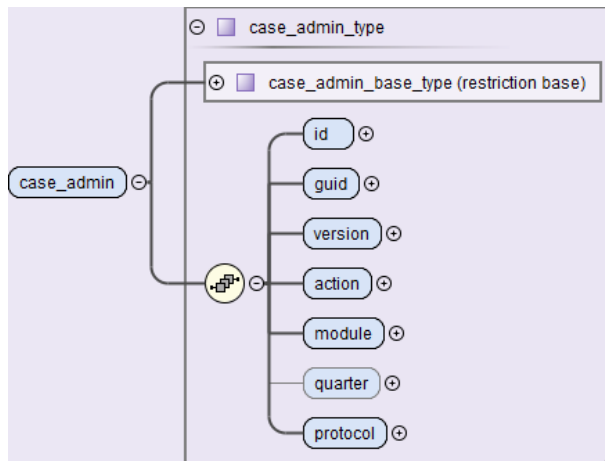 case_admin_type
case_admin_base_type (restriction base)
id
guid
case_admin
version
action
module
quarter
protocol